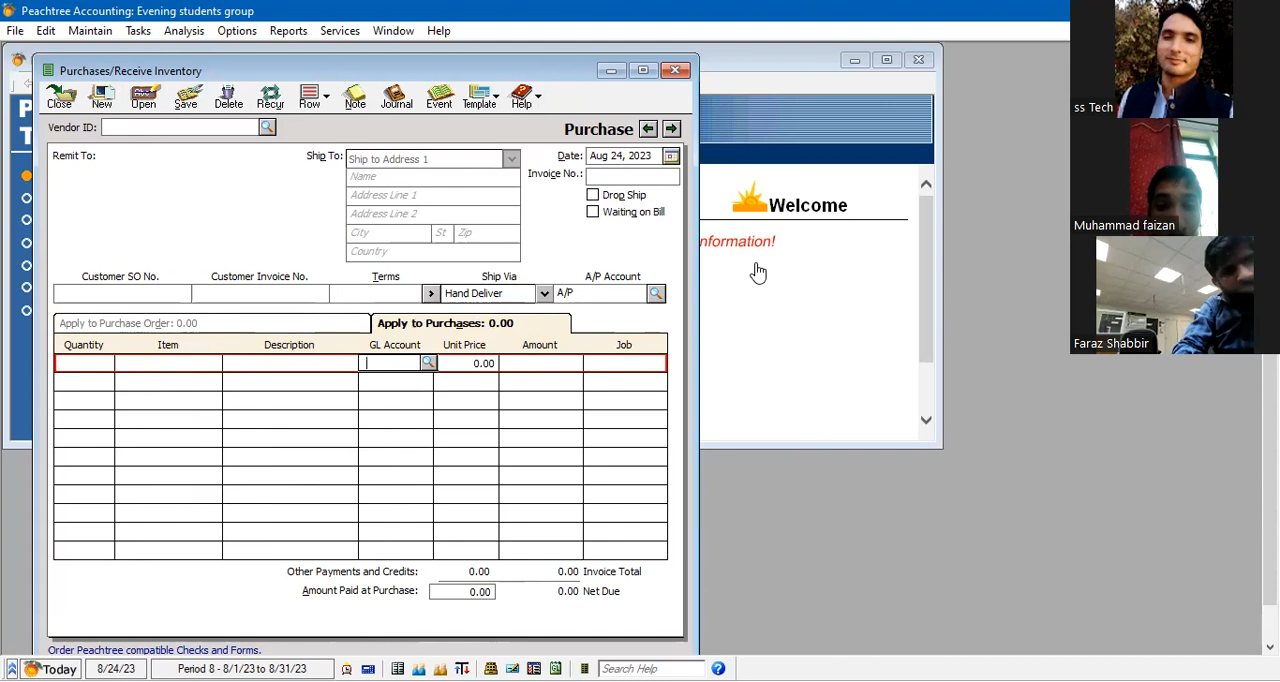 Peachtree Accounting: Evening students group
File Edit Maintain Tasks Analysis Options Reports Services Window Help
Purchases/Receive Inventory
Close New Open Save Delete Recur Row Note Journal Event Template Help
Vendor ID: Purchase
Remit To: Ship To: Ship to Address 1 Date: Aug 24, 2023
Name Invoice No.:
Address Line 1 Drop Ship
Address Line 2 Waiting on Bill
City St Zip
Country
Customer SO No. Customer Invoice No. Terms Ship Via A/P Account
Hand Deliver A/P
Apply to Purchase Order: 0.00 Apply to Purchases: 0.00
Quantity Item Description GL Account Unit Price Amount Job
0.00
Other Payments and Credits: 0.00 0.00 Invoice Total
Amount Paid at Purchase: 0.00 0.00 Net Due
Order Peachtree compatible Checks and Forms.
P
T
Welcome
nformation!
ss Tech
Muhammad faizan
Faraz Shabbir
Today 8/24/23 Period 8 - 8/1/23 to 8/31/23 Search Help